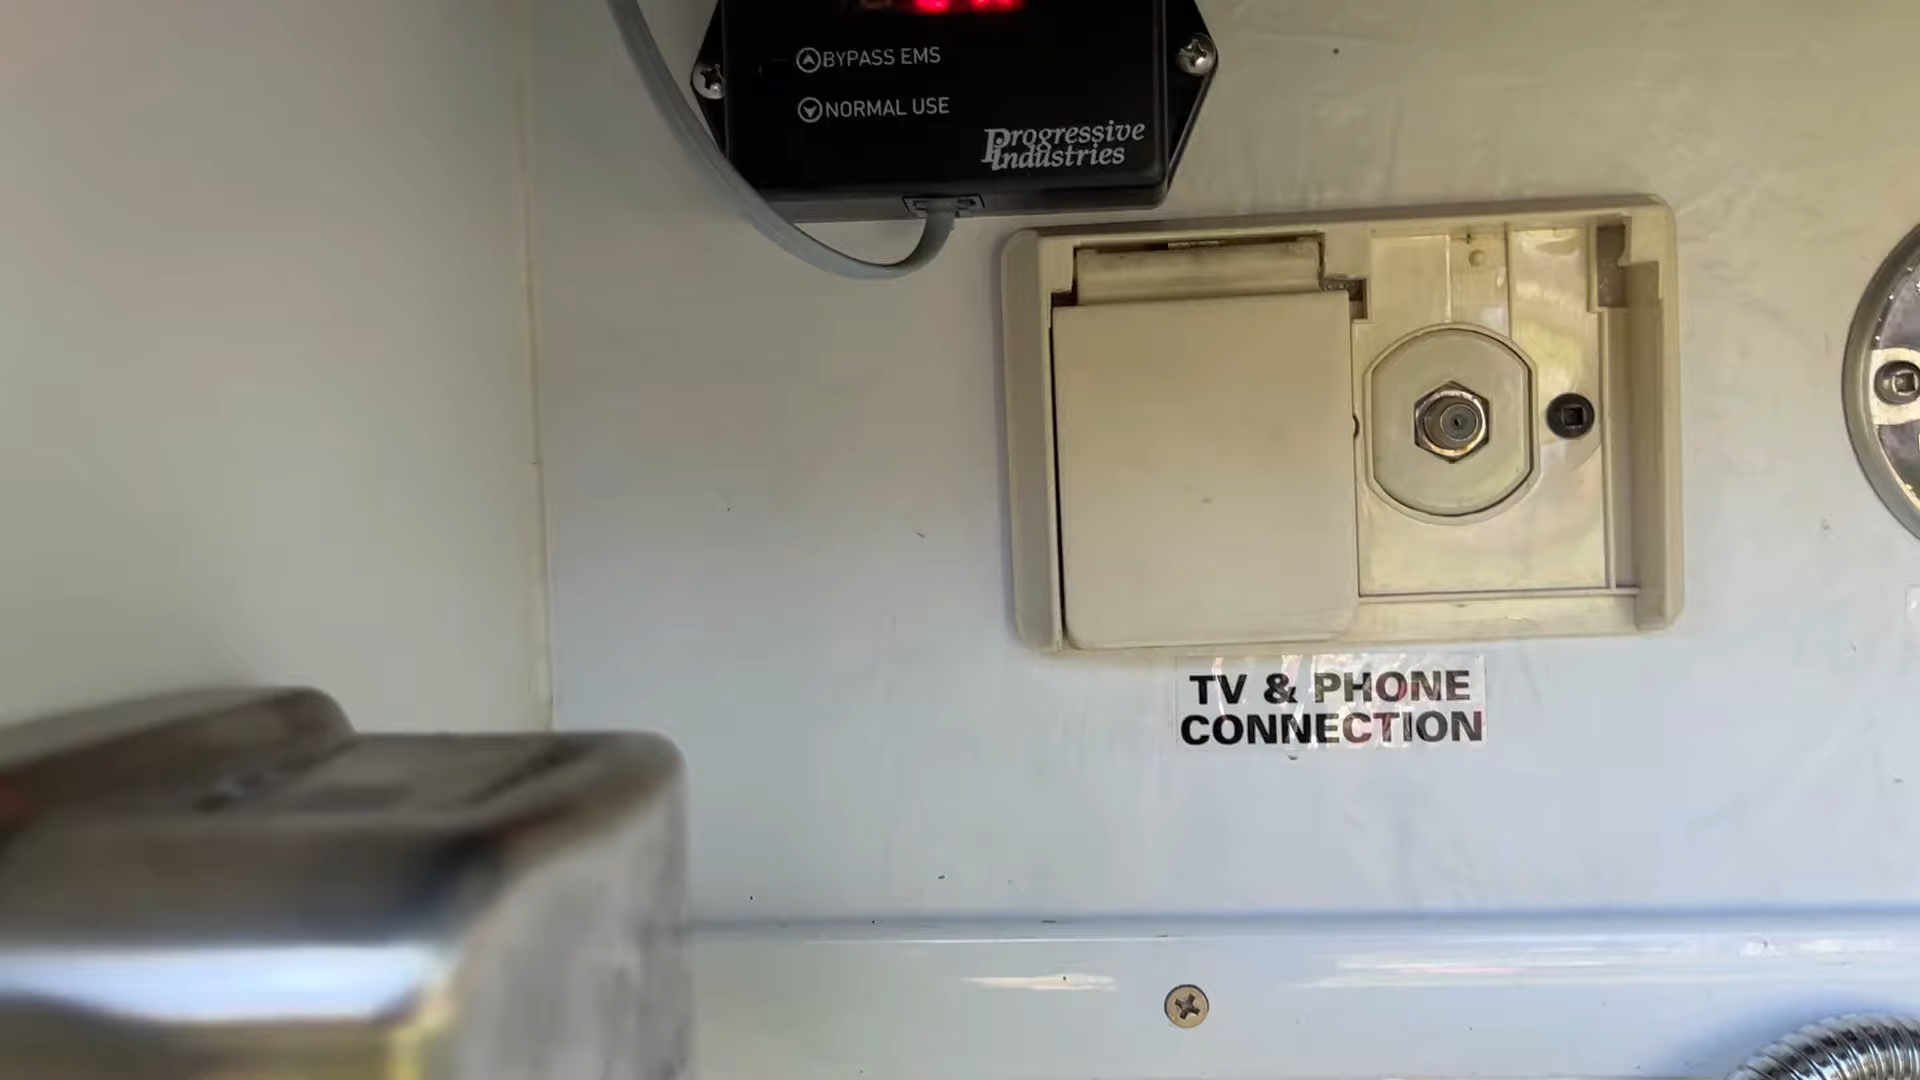 BYPASS EMS
NORMAL USE
Progressive
Industries
TV & PHONE
CONNECTION